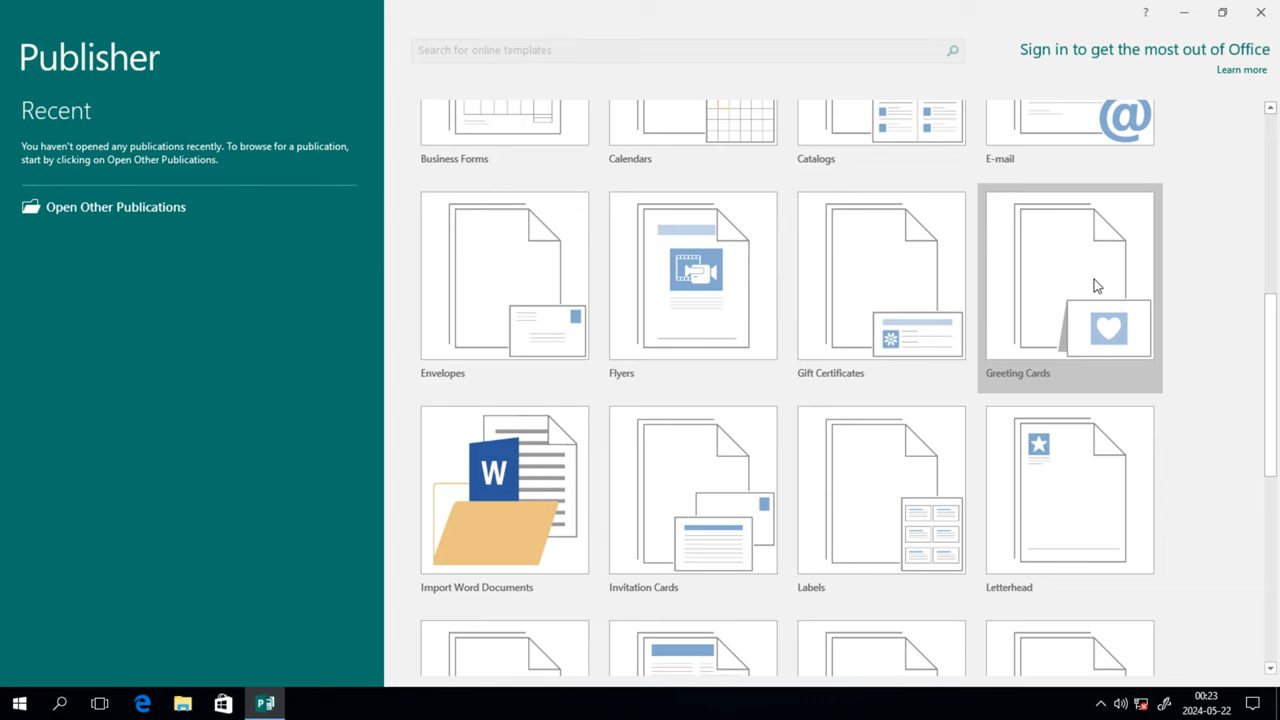 Publisher
Recent
You haven't opened any publications recently. To browse for a publication,
start by clicking on Open Other Publications.
Open Other Publications
?
Search for online templates
Sign in to get the most out of Office
Learn more
Business Forms
Calendars
Catalogs
@
E-mail
Envelopes
Flyers
Gift Certificates
Greeting Cards
W
Import Word Documents
Invitation Cards
Labels
Letterhead
P
00:23
2024-05-22